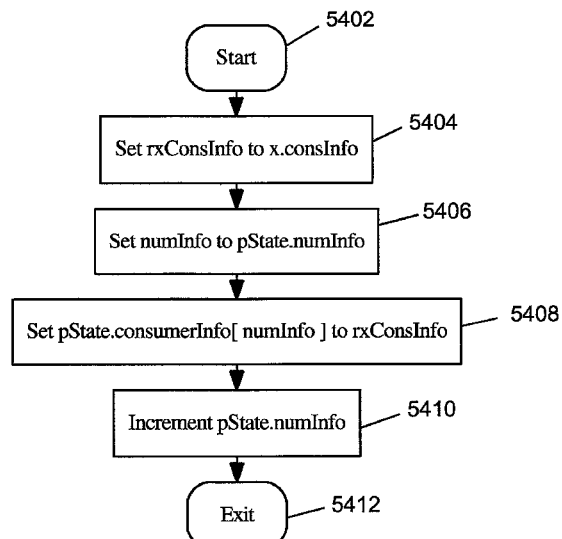 5402
Start
5404
Set rxConsInfo to x.consInfo
5406
Set numInfo to pState.numInfo
5408
Set pState.consumerInfo[ numInfo ] to rxConsInfo
5410
Increment pState.numInfo
5412
Exit